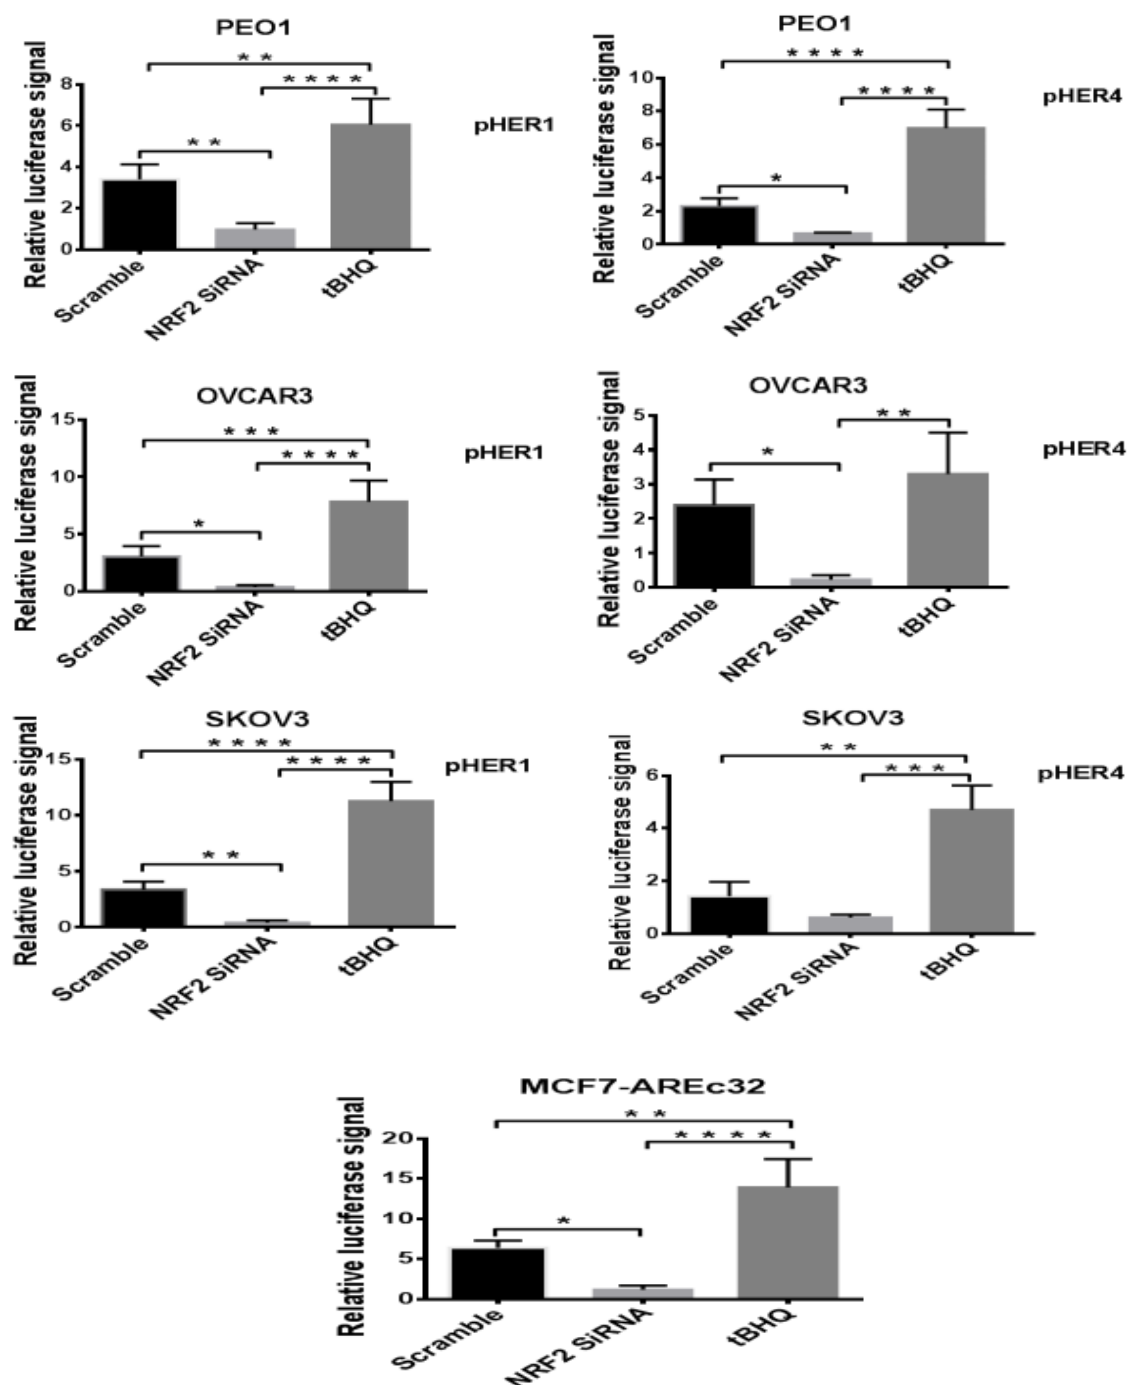 PEO1
* *
* * * *
* *
pHER1
Relative luciferase signal
8
6
4
2
0
Scramble
NRF2 SiRNA
tBHQ
PEO1
* * * *
* * * *
*
pHER4
Relative luciferase signal
10
8
6
4
2
0
Scramble
NRF2 SiRNA
tBHQ
OVCAR3
* * *
* * * *
*
pHER1
Relative luciferase signal
15
10
5
0
Scramble
NRF2 SiRNA
tBHQ
OVCAR3
* *
*
pHER4
Relative luciferase signal
5
4
3
2
1
0
Scramble
NRF2 SiRNA
tBHQ
SKOV3
* * * *
* * * *
* *
pHER1
Relative luciferase signal
15
10
5
0
Scramble
NRF2 SiRNA
tBHQ
SKOV3
* *
* * *
pHER4
Relative luciferase signal
6
4
2
0
Scramble
NRF2 SiRNA
tBHQ
MCF7-AREc32
* *
* * * *
*
Relative luciferase signal
20
15
10
5
0
Scramble
NRF2 SiRNA
tBHQ